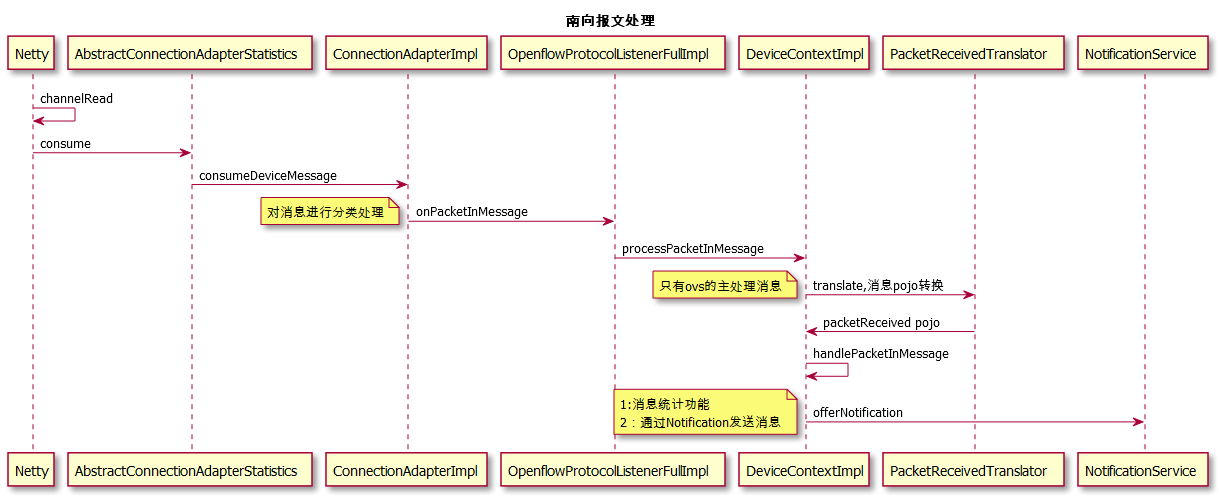 南向报文处理
Netty
AbstractConnectionAdapterStatistics
ConnectionAdapterImpl
OpenflowProtocolListenerFullImpl
DeviceContextImpl
PacketReceivedTranslator
NotificationService
channelRead
consume
consumeDeviceMessage
对消息进行分类处理
onPacketInMessage
processPacketInMessage
只有ovs的主处理消息
translate,消息pojo转换
packetReceived pojo
handlePacketInMessage
1:消息统计功能
2：通过Notification发送消息
offerNotification
Netty
AbstractConnectionAdapterStatistics
ConnectionAdapterImpl
OpenflowProtocolListenerFullImpl
DeviceContextImpl
PacketReceivedTranslator
NotificationService